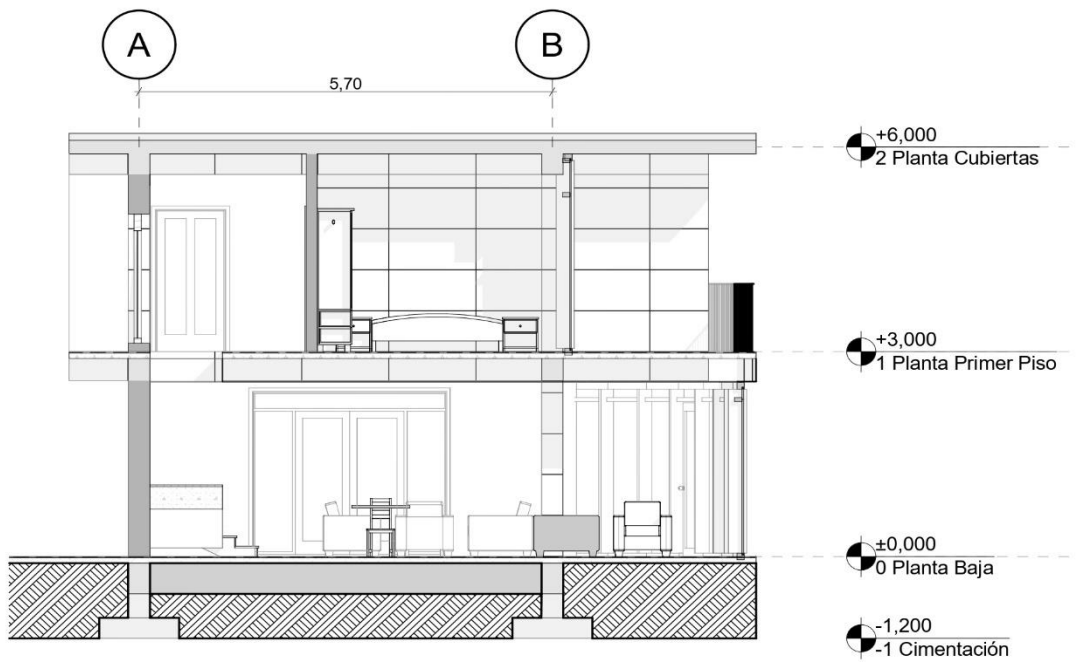 A
B
5,70
+6,000
2 Planta Cubiertas
+3,000
1 Planta Primer Piso
±0,000
0 Planta Baja
-1,200
-1 Cimentación